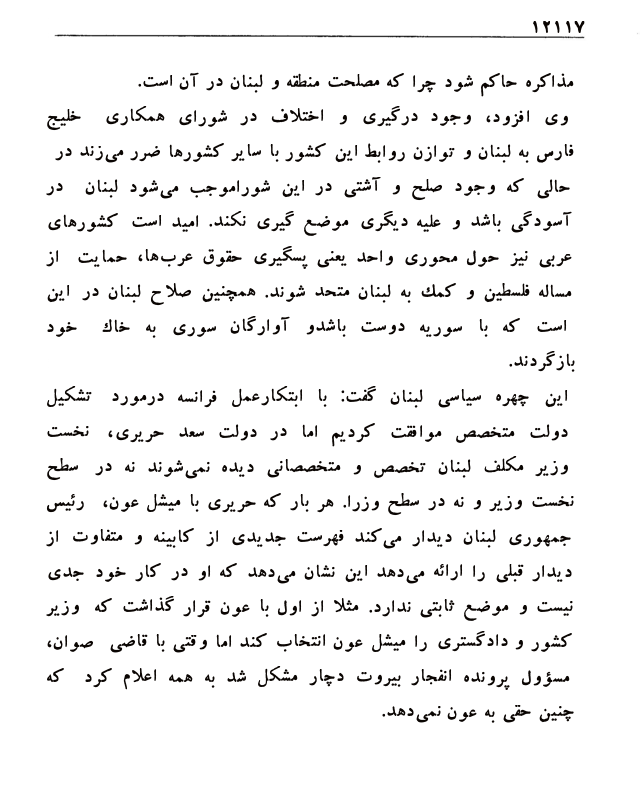 ۱۲۱۱۷
مذاکره حاکم شود چرا که مصلحت منطقه و لبنان در آن است.
وی افزود، وجود درگیری و اختلاف در شورای همکاری خلیج
فارس به لبنان و توازن روابط این کشور با سایر کشورها ضرر می‌زند در
حالی که وجود صلح و آشتی در این شوراموجب می‌شود لبنان در
آسودگی باشد و علیه دیگری موضع گیری نکند. امید است کشورهای
عربی نیز حول محوری واحد یعنی پسگیری حقوق عرب‌ها، حمایت از
مساله فلسطین و کمك به لبنان متحد شوند. همچنین صلاح لبنان در این
است که با سوریه دوست باشدو آوارگان سوری به خاك خود
بازگردند.
این چهره سیاسی لبنان گفت: با ابتکارعمل فرانسه درمورد تشکیل
دولت متخصص موافقت کردیم اما در دولت سعد حریری، نخست
وزیر مکلف لبنان تخصص و متخصصانی دیده نمی‌شوند نه در سطح
نخست وزیر و نه در سطح وزرا. هر بار که حریری با میشل عون، رئیس
جمهوری لبنان دیدار می‌کند فهرست جدیدی از کابینه و متفاوت از
دیدار قبلی را ارائه می‌دهد این نشان می‌دهد که او در کار خود جدی
نیست و موضع ثابتی ندارد. مثلا از اول با عون قرار گذاشت که وزیر
کشور و دادگستری را میشل عون انتخاب کند اما وقتی با قاضی صوان،
مسؤول پرونده انفجار بیروت دچار مشکل شد به همه اعلام کرد که
چنین حقی به عون نمی‌دهد.